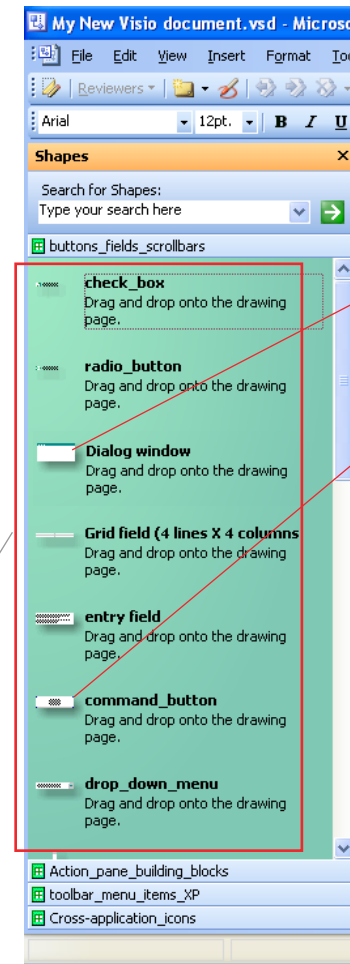 My New Visio document.vsd - Micros
File Edit View Insert Format Too
Reviewers
Arial 12pt. B I U
Shapes
Search for Shapes:
Type your search here
buttons_fields_scrollbars
check_box
Drag and drop onto the drawing
page.
radio_button
Drag and drop onto the drawing
page.
Dialog window
Drag and drop onto the drawing
page.
Grid field (4 lines X 4 columns
Drag and drop onto the drawing
page.
entry field
Drag and drop onto the drawing
page.
command_button
Drag and drop onto the drawing
page.
drop_down_menu
Drag and drop onto the drawing
page.
Action_pane_building_blocks
toolbar_menu_items_XP
Cross-application_icons